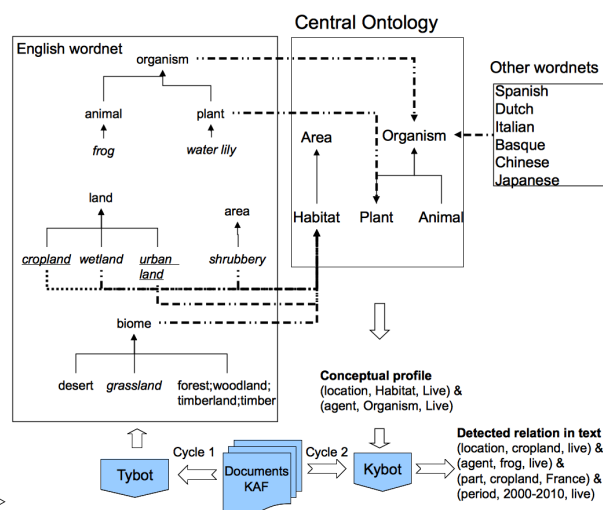 Central Ontology
English wordnet
organism
Other wordnets
Spanish
Dutch
Italian
Basque
Chinese
Japanese
animal
plant
frog
water lily
Area
Organism
land
area
Habitat
Plant
Animal
cropland
wetland
urban
land
shrubbery
biome
desert
grassland
forest;woodland;
timberland;timber
Conceptual profile
(location, Habitat, Live) &
(agent, Organism, Live)
Cycle 1
Cycle 2
Tybot
Documents
KAF
Kybot
Detected relation in text
(location, cropland, live) &
(agent, frog, live) &
(part, cropland, France) &
(period, 2000-2010, live)
>